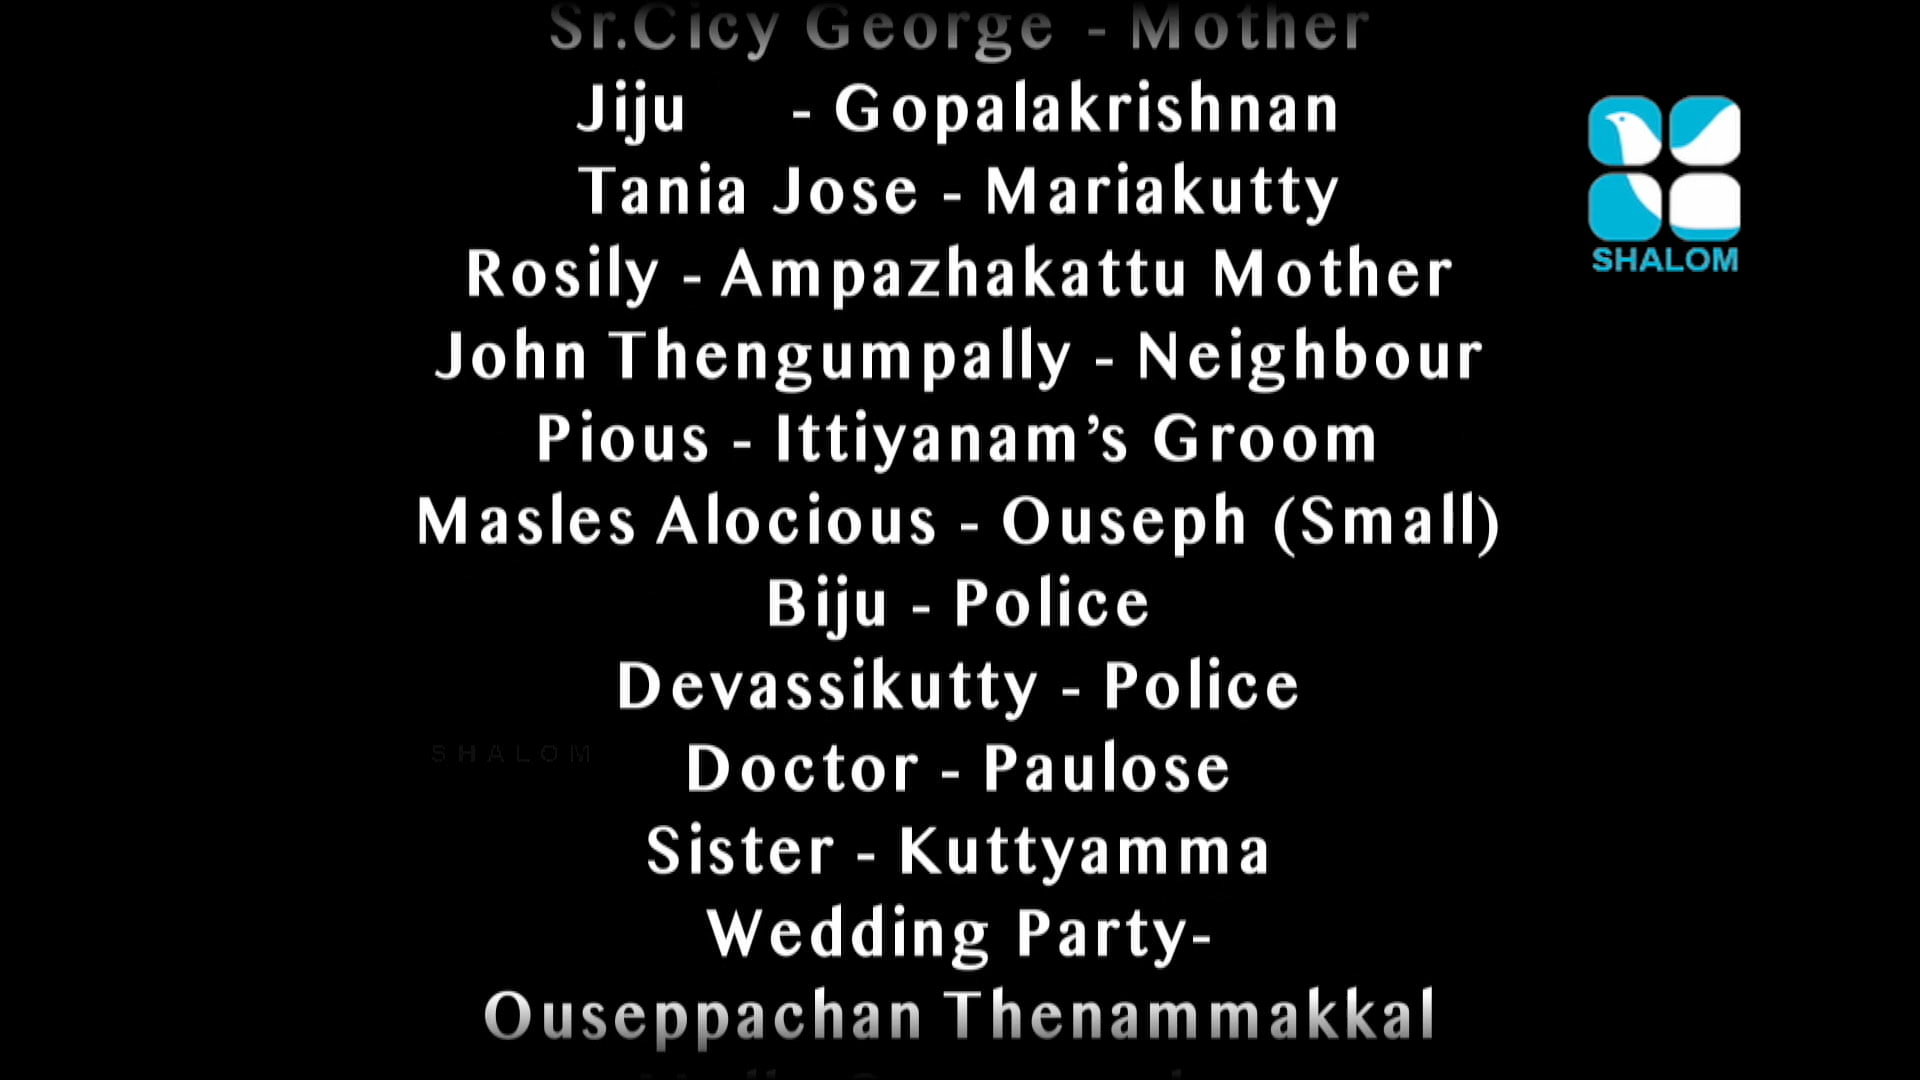 Sr.Cicy George - Mother
Jiju - Gopalakrishnan
Tania Jose - Mariakutty
Rosily - Ampazhakattu Mother
John Thengumpally - Neighbour
Pious - Ittiyanam’s Groom
Masles Alocious - Ouseph (Small)
Biju - Police
Devassikutty - Police
Doctor - Paulose
Sister - Kuttyamma
Wedding Party-
Ouseppachan Thenammakkal
SHALOM
SHALOM